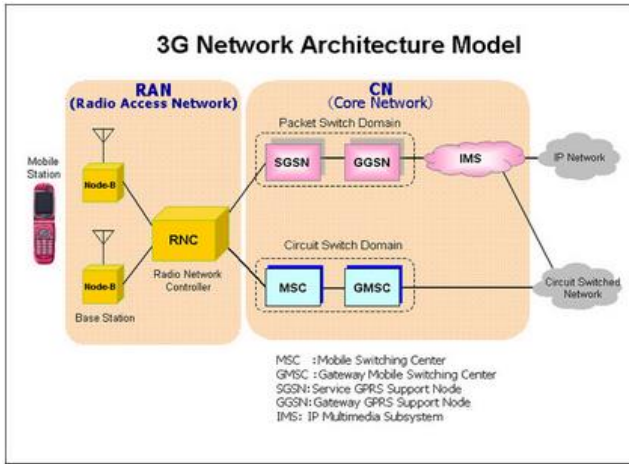 3G Network Architecture Model
RAN
(Radio Access Network)
CN
(Core Network)
Packet Switch Domain
Mobile
Station
Node-B
SGSN
GGSN
IMS
IP Network
RNC
Radio Network
Controller
Node-B
Base Station
Circuit Switch Domain
MSC
GMSC
Circuit Switched
Network
MSC :Mobile Switching Center
GMSC :Gateway Mobile Switching Center
SGSN:Service GPRS Support Node
GGSN:Gateway GPRS Support Node
IMS: IP Multimedia Subsystem